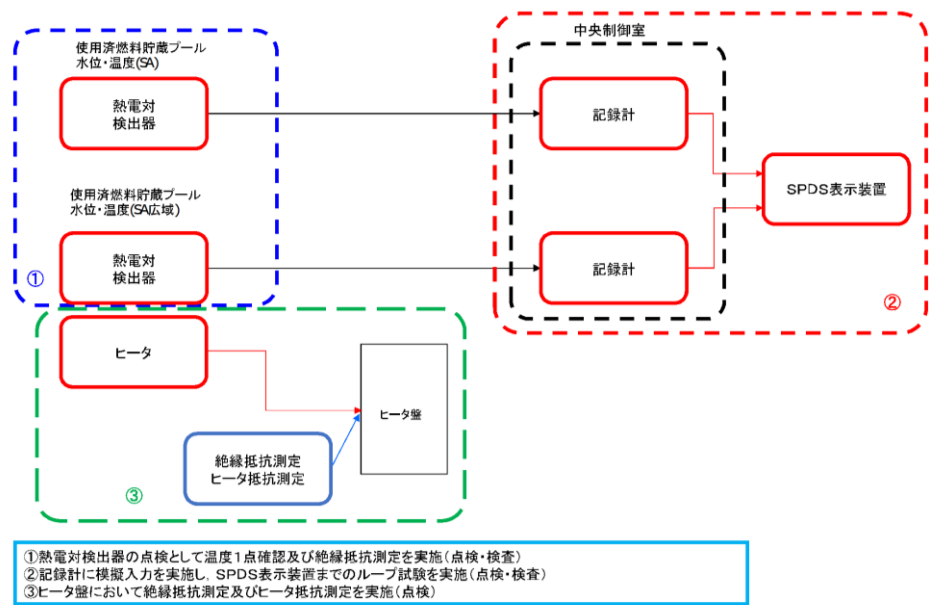 使用済燃料貯蔵プール
水位・温度(SA)
熱電対
検出器
使用済燃料貯蔵プール
水位・温度(SA広域)
熱電対
検出器
①
中央制御室
記録計
記録計
SPDS表示装置
②
ヒータ
ヒータ盤
絶縁抵抗測定
ヒータ抵抗測定
③
①熱電対検出器の点検として温度1点確認及び絶縁抵抗測定を実施(点検・検査)
②記録計に模擬入力を実施し，SPDS表示装置までのループ試験を実施(点検・検査)
③ヒータ盤において絶縁抵抗測定及びヒータ抵抗測定を実施(点検)